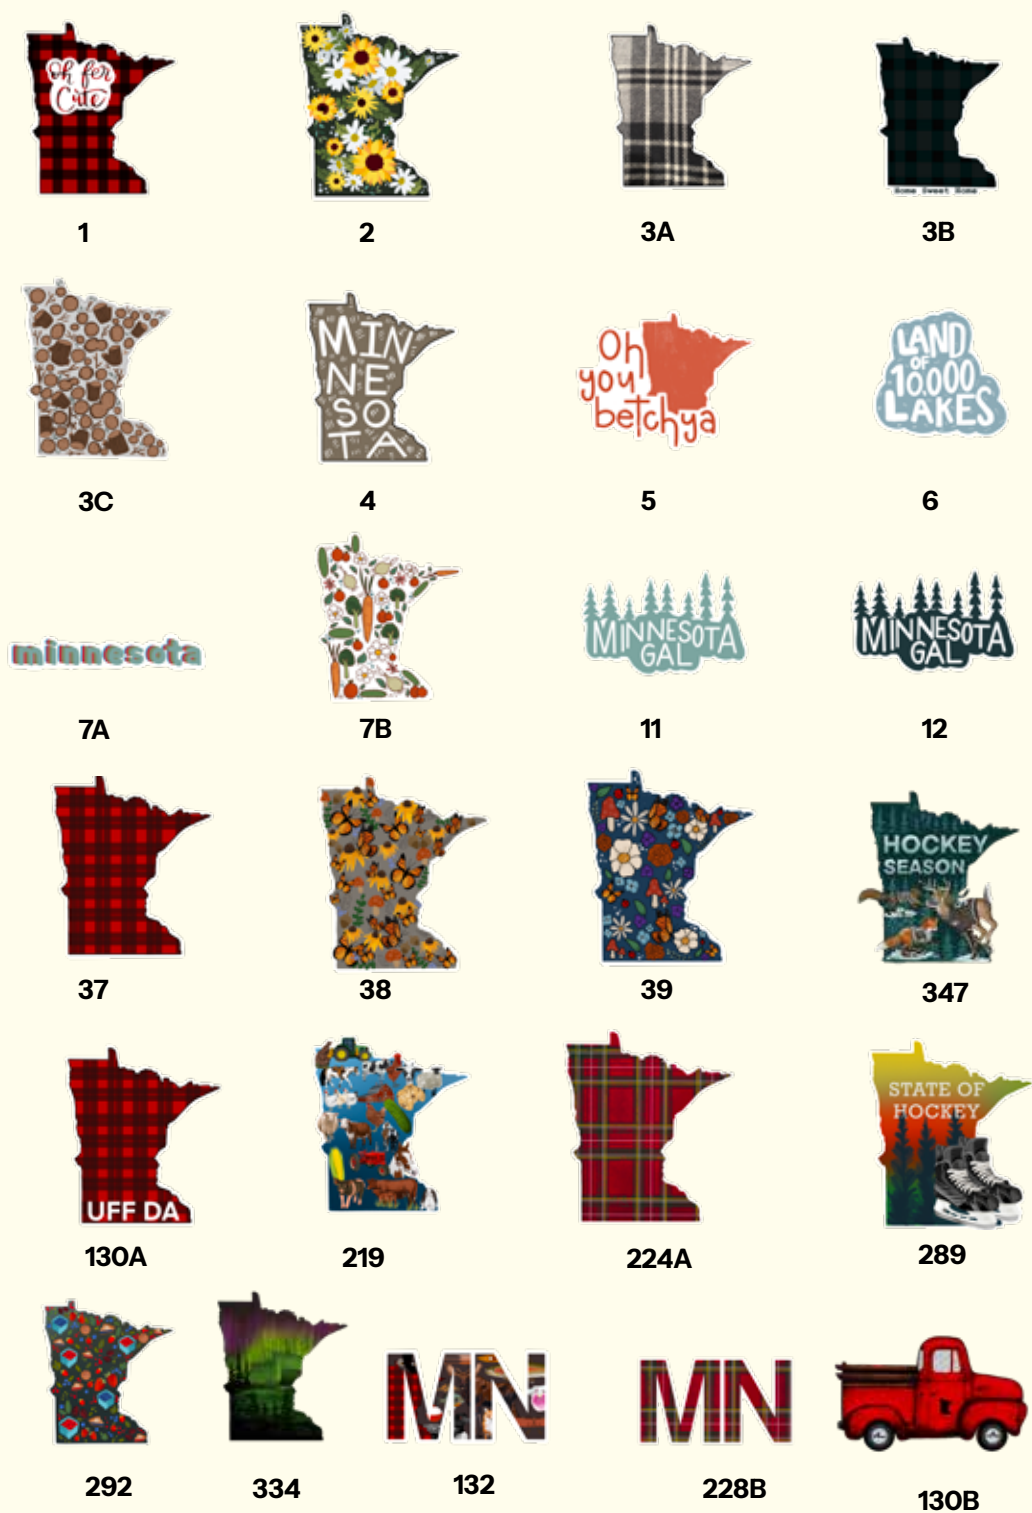 oh fer
Cute
Home Sweet Home
1
2
3A
3B
MIN
NE
SO
TA
Oh
you
betchya
LAND
OF
10,000
LAKES
3C
4
5
6
minnesota
MINNESOTA
GAL
MINNESOTA
GAL
7A
7B
11
12
HOCKEY
SEASON
37
38
39
347
UFF DA
STATE OF
HOCKEY
130A
219
224A
289
MN
MN
292
334
132
228B
130B